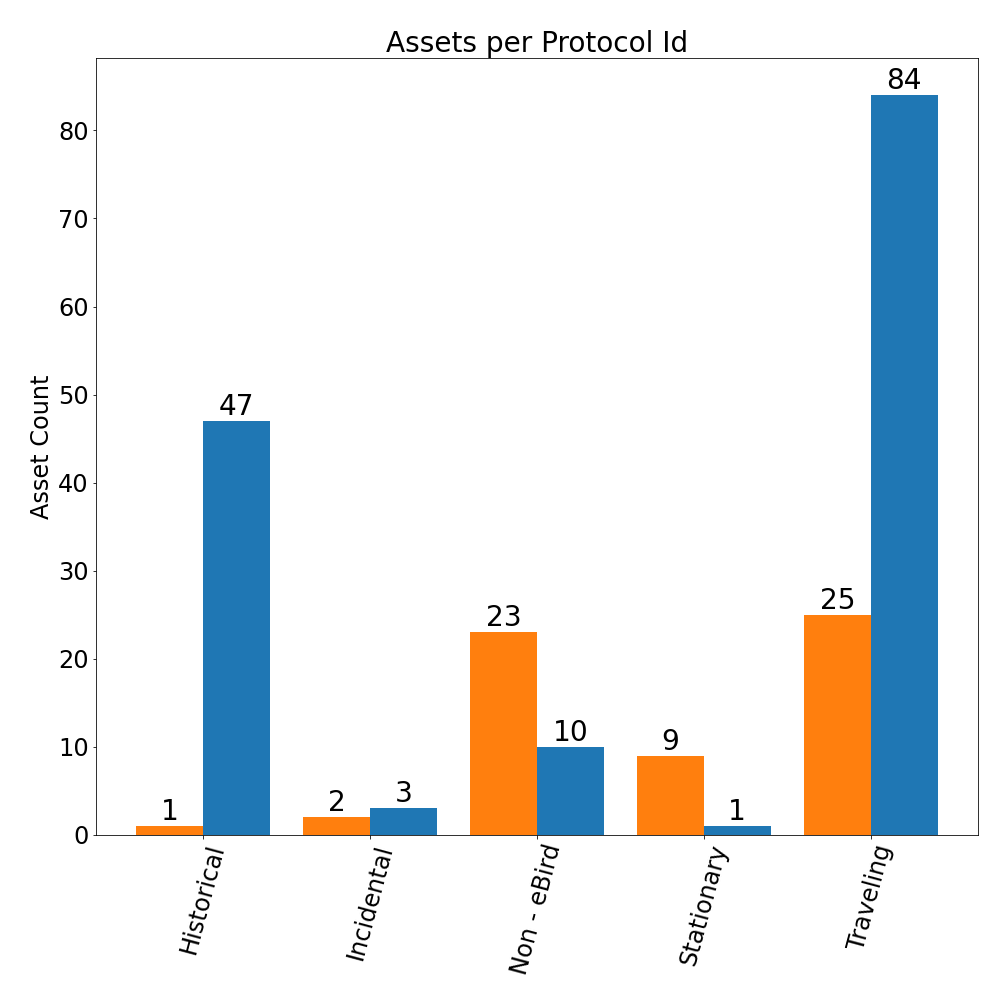 Assets per Protocol Id
Asset Count
80
70
60
50
40
30
20
10
0
1
47
2
3
23
10
9
1
25
84
Historical
Incidental
Non - eBird
Stationary
Traveling